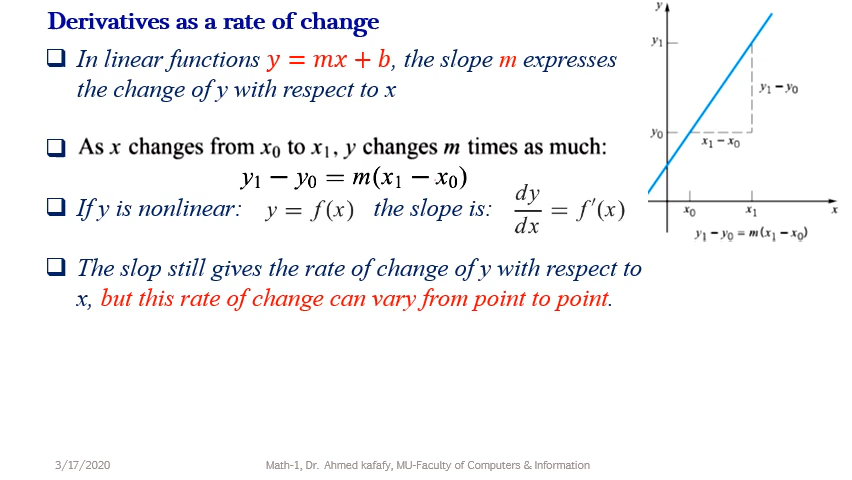 Derivatives as a rate of change
❑ In linear functions y = mx + b, the slope m expresses
the change of y with respect to x
❑ As x changes from x₀ to x₁, y changes m times as much:
y₁ − y₀ = m(x₁ − x₀)
❑ If y is nonlinear: y = f(x) the slope is: dy/dx = f′(x)
❑ The slop still gives the rate of change of y with respect to
x, but this rate of change can vary from point to point.
y
y₁
y₁ − y₀
y₀
x₁ − x₀
x₀ x₁ x
y₁ − y₀ = m(x₁ − x₀)
3/17/2020 Math-1, Dr. Ahmed kafafy, MU-Faculty of Computers & Information